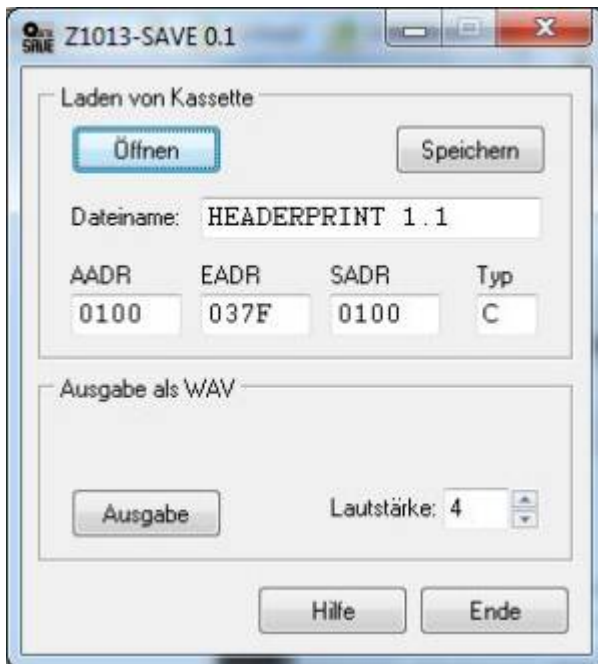 SAVE Z1013-SAVE 0.1
Laden von Kassette
Öffnen Speichern
Dateiname: HEADERPRINT 1.1
AADR EADR SADR Typ
0100 037F 0100 C
Ausgabe als WAV
Ausgabe Lautstärke: 4
Hilfe Ende